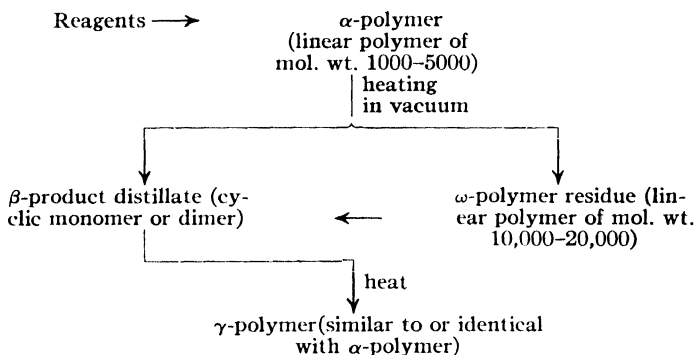 Reagents
α-polymer
(linear polymer of
mol. wt. 1000–5000)
heating
in vacuum
β-product distillate (cy-
clic monomer or dimer)
ω-polymer residue (lin-
ear polymer of mol. wt.
10,000–20,000)
heat
γ-polymer(similar to or identical
with α-polymer)